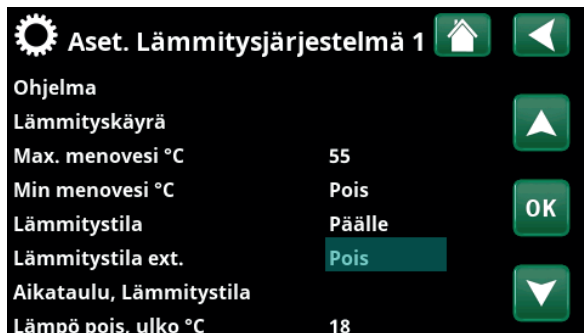 Aset. Lämmitysjärjestelmä 1
Ohjelma
Lämmityskäyrä
Max. menovesi °C 55
Min menovesi °C Pois
Lämmitystila Päälle
OK
Lämmitystila ext. Pois
Aikataulu, Lämmitystila
Lämpö pois, ulko °C 18